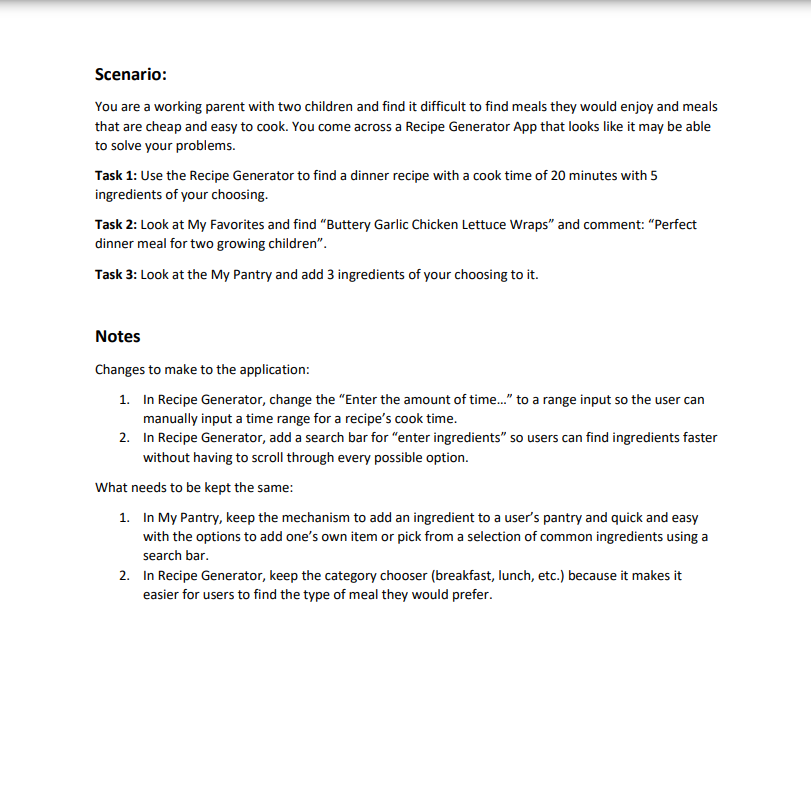 Scenario:
You are a working parent with two children and find it difficult to find meals they would enjoy and meals
that are cheap and easy to cook. You come across a Recipe Generator App that looks like it may be able
to solve your problems.
Task 1: Use the Recipe Generator to find a dinner recipe with a cook time of 20 minutes with 5
ingredients of your choosing.
Task 2: Look at My Favorites and find “Buttery Garlic Chicken Lettuce Wraps” and comment: “Perfect
dinner meal for two growing children”.
Task 3: Look at the My Pantry and add 3 ingredients of your choosing to it.
Notes
Changes to make to the application:
1. In Recipe Generator, change the “Enter the amount of time…” to a range input so the user can
manually input a time range for a recipe’s cook time.
2. In Recipe Generator, add a search bar for “enter ingredients” so users can find ingredients faster
without having to scroll through every possible option.
What needs to be kept the same:
1. In My Pantry, keep the mechanism to add an ingredient to a user’s pantry and quick and easy
with the options to add one’s own item or pick from a selection of common ingredients using a
search bar.
2. In Recipe Generator, keep the category chooser (breakfast, lunch, etc.) because it makes it
easier for users to find the type of meal they would prefer.